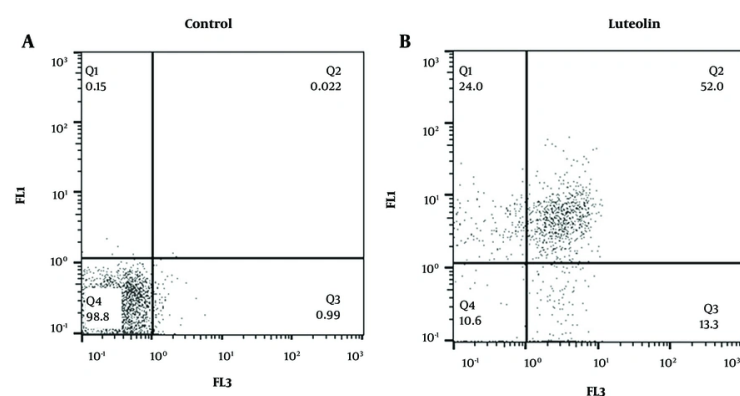 Control
A
10³
10²
10¹
10⁰
10⁻¹
FL1
Q1
0.15
Q2
0.022
Q4
98.8
Q3
0.99
10⁻¹ 10⁰ 10¹ 10² 10³
FL3
Luteolin
B
10³
10²
10¹
10⁰
10⁻¹
FL1
Q1
24.0
Q2
52.0
Q4
10.6
Q3
13.3
10⁻¹ 10⁰ 10¹ 10² 10³
FL3